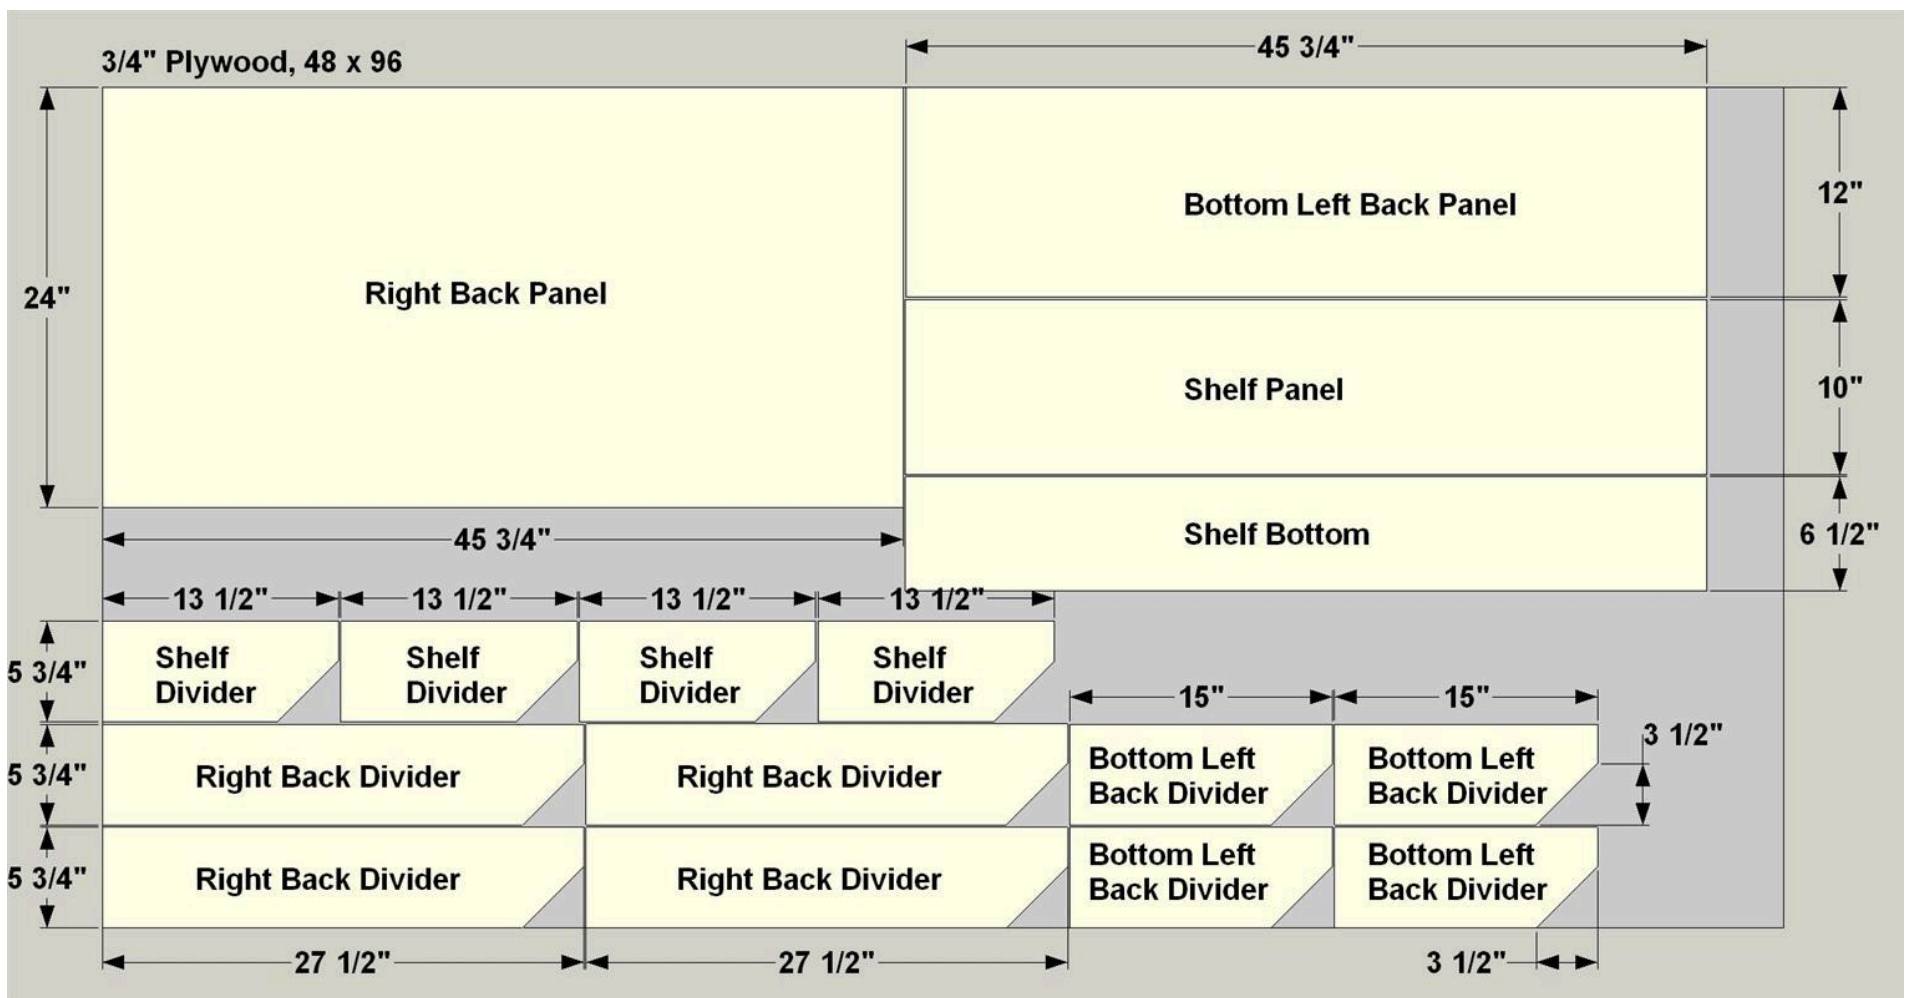 45 3/4"
3/4" Plywood, 48 x 96
12"
Bottom Left Back Panel
24"
Right Back Panel
10"
Shelf Panel
45 3/4"
Shelf Bottom
6 1/2"
13 1/2"
13 1/2"
13 1/2"
13 1/2"
5 3/4"
Shelf
Divider
Shelf
Divider
Shelf
Divider
Shelf
Divider
15"
15"
3 1/2"
5 3/4"
Right Back Divider
Right Back Divider
Bottom Left
Back Divider
Bottom Left
Back Divider
5 3/4"
Right Back Divider
Right Back Divider
Bottom Left
Back Divider
Bottom Left
Back Divider
27 1/2"
27 1/2"
3 1/2"